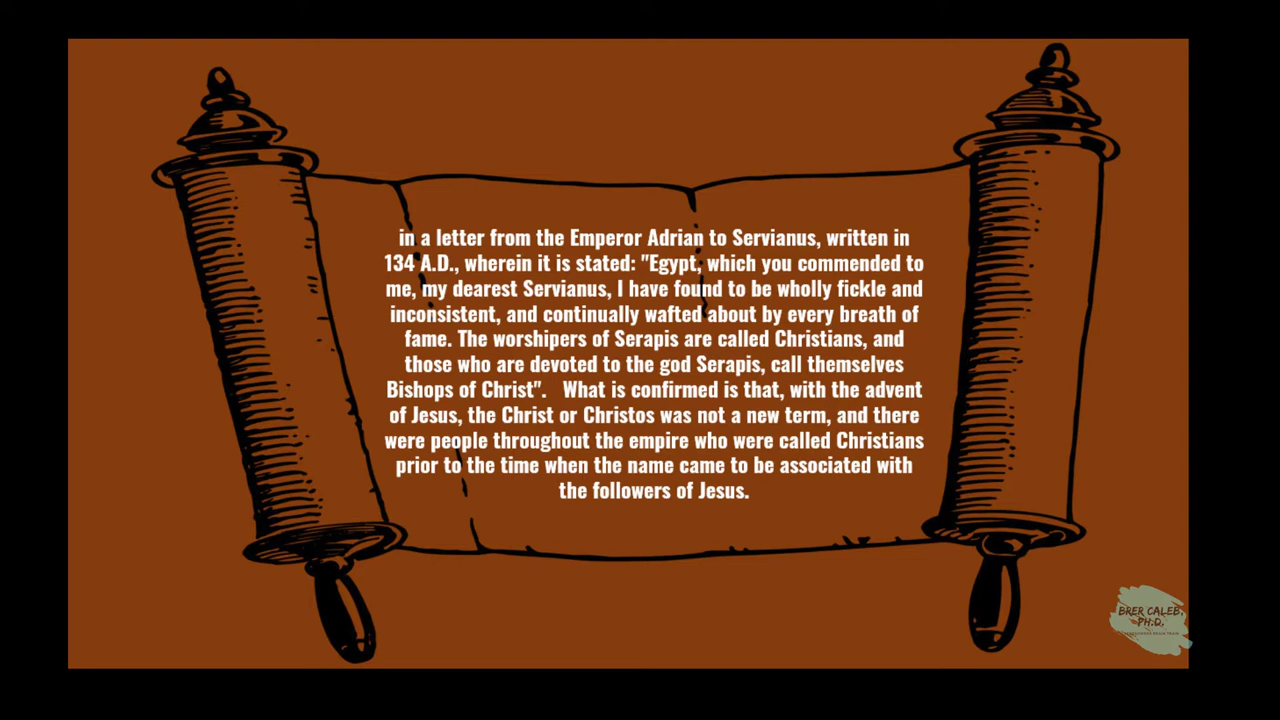 in a letter from the Emperor Adrian to Servianus, written in
134 A.D., wherein it is stated: "Egypt, which you commended to
me, my dearest Servianus, I have found to be wholly fickle and
inconsistent, and continually wafted about by every breath of
fame. The worshipers of Serapis are called Christians, and
those who are devoted to the god Serapis, call themselves
Bishops of Christ".   What is confirmed is that, with the advent
of Jesus, the Christ or Christos was not a new term, and there
were people throughout the empire who were called Christians
prior to the time when the name came to be associated with
the followers of Jesus.
BRER CALEB,
PH.D.